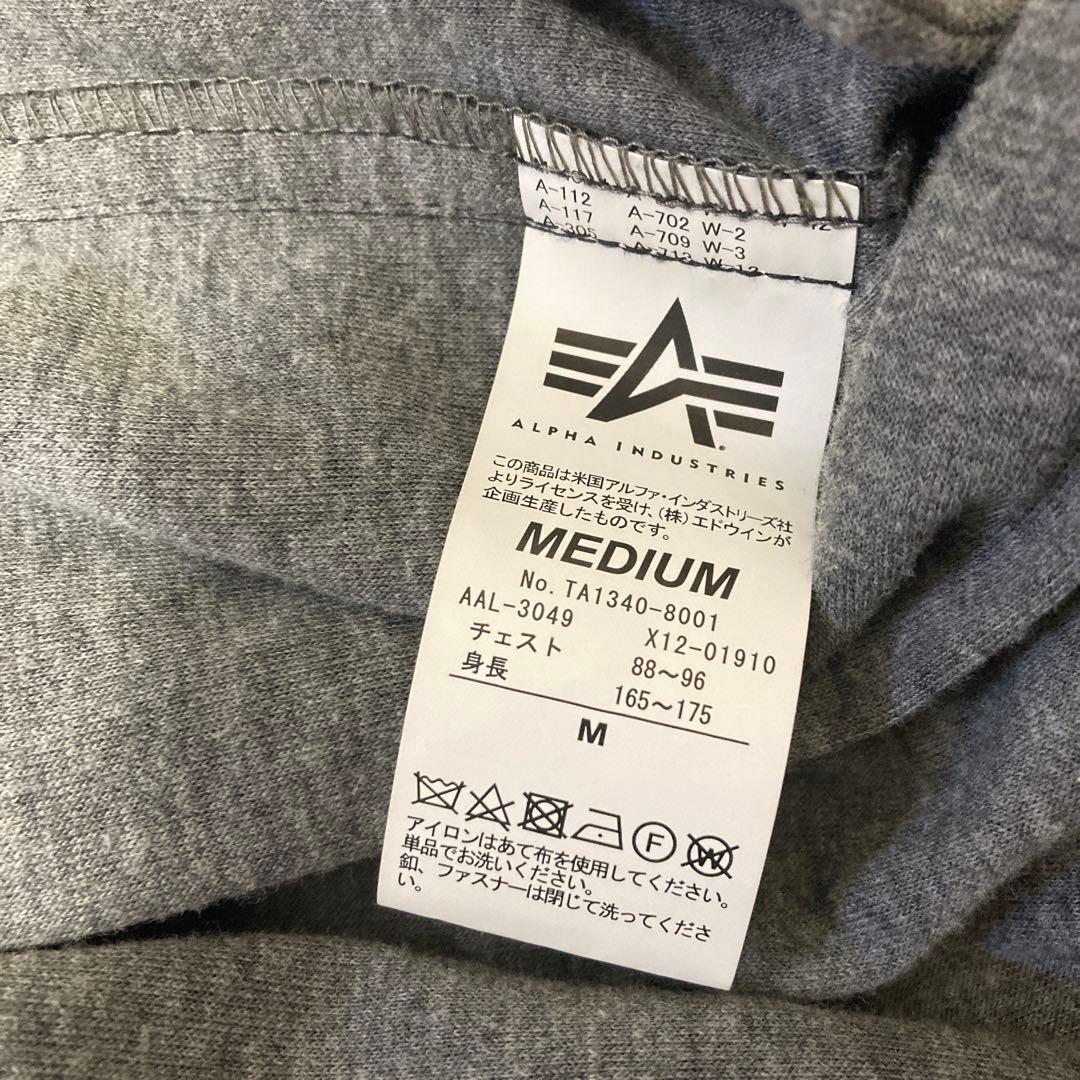 A-112
A-117
A-305
A-702 W-2
A-709 W-3
A-713 W-12
ALPHA INDUSTRIES
この商品は米国アルファ・インダストリーズ社
よりライセンスを受け、(株)エドウインが
企画生産したものです。
MEDIUM
No. TA1340-8001
AAL-3049 X12-01910
チェスト 88～96
身長 165～175
M
F
W
アイロンはあて布を使用してください。
単品でお洗いください。
釦、ファスナーは閉じて洗ってくださ
い。